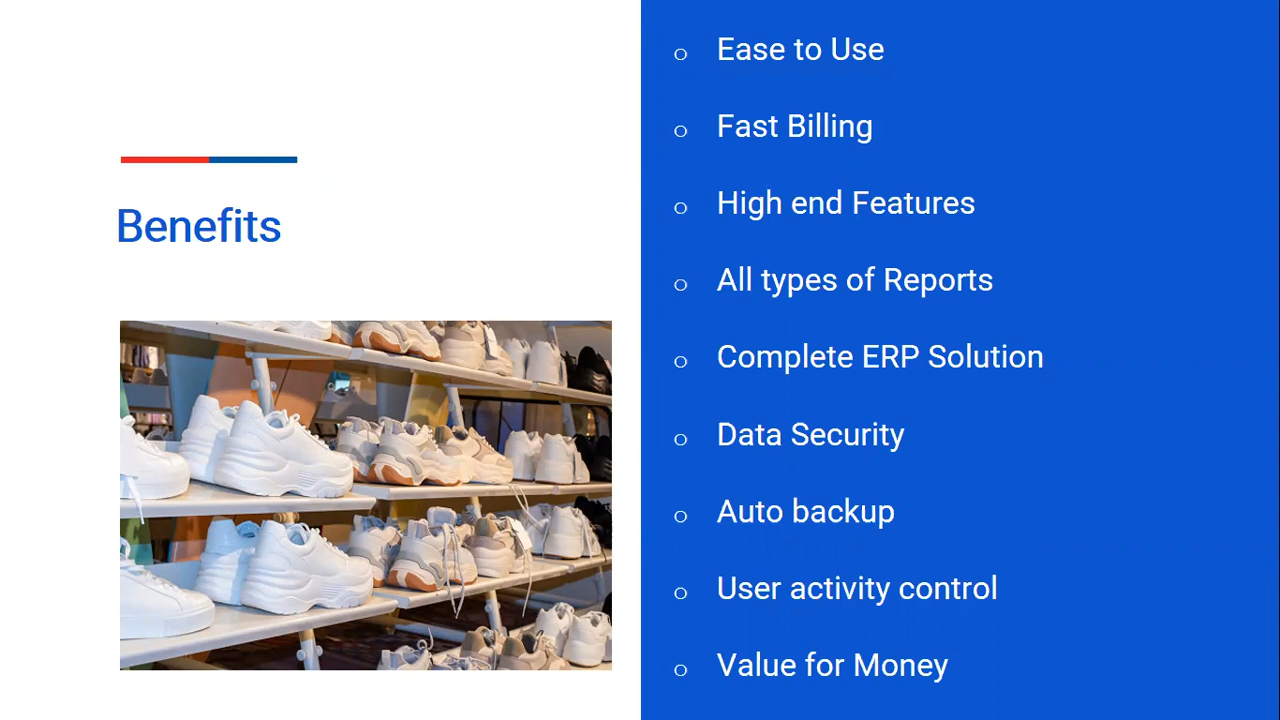 Benefits
Ease to Use
Fast Billing
High end Features
All types of Reports
Complete ERP Solution
Data Security
Auto backup
User activity control
Value for Money